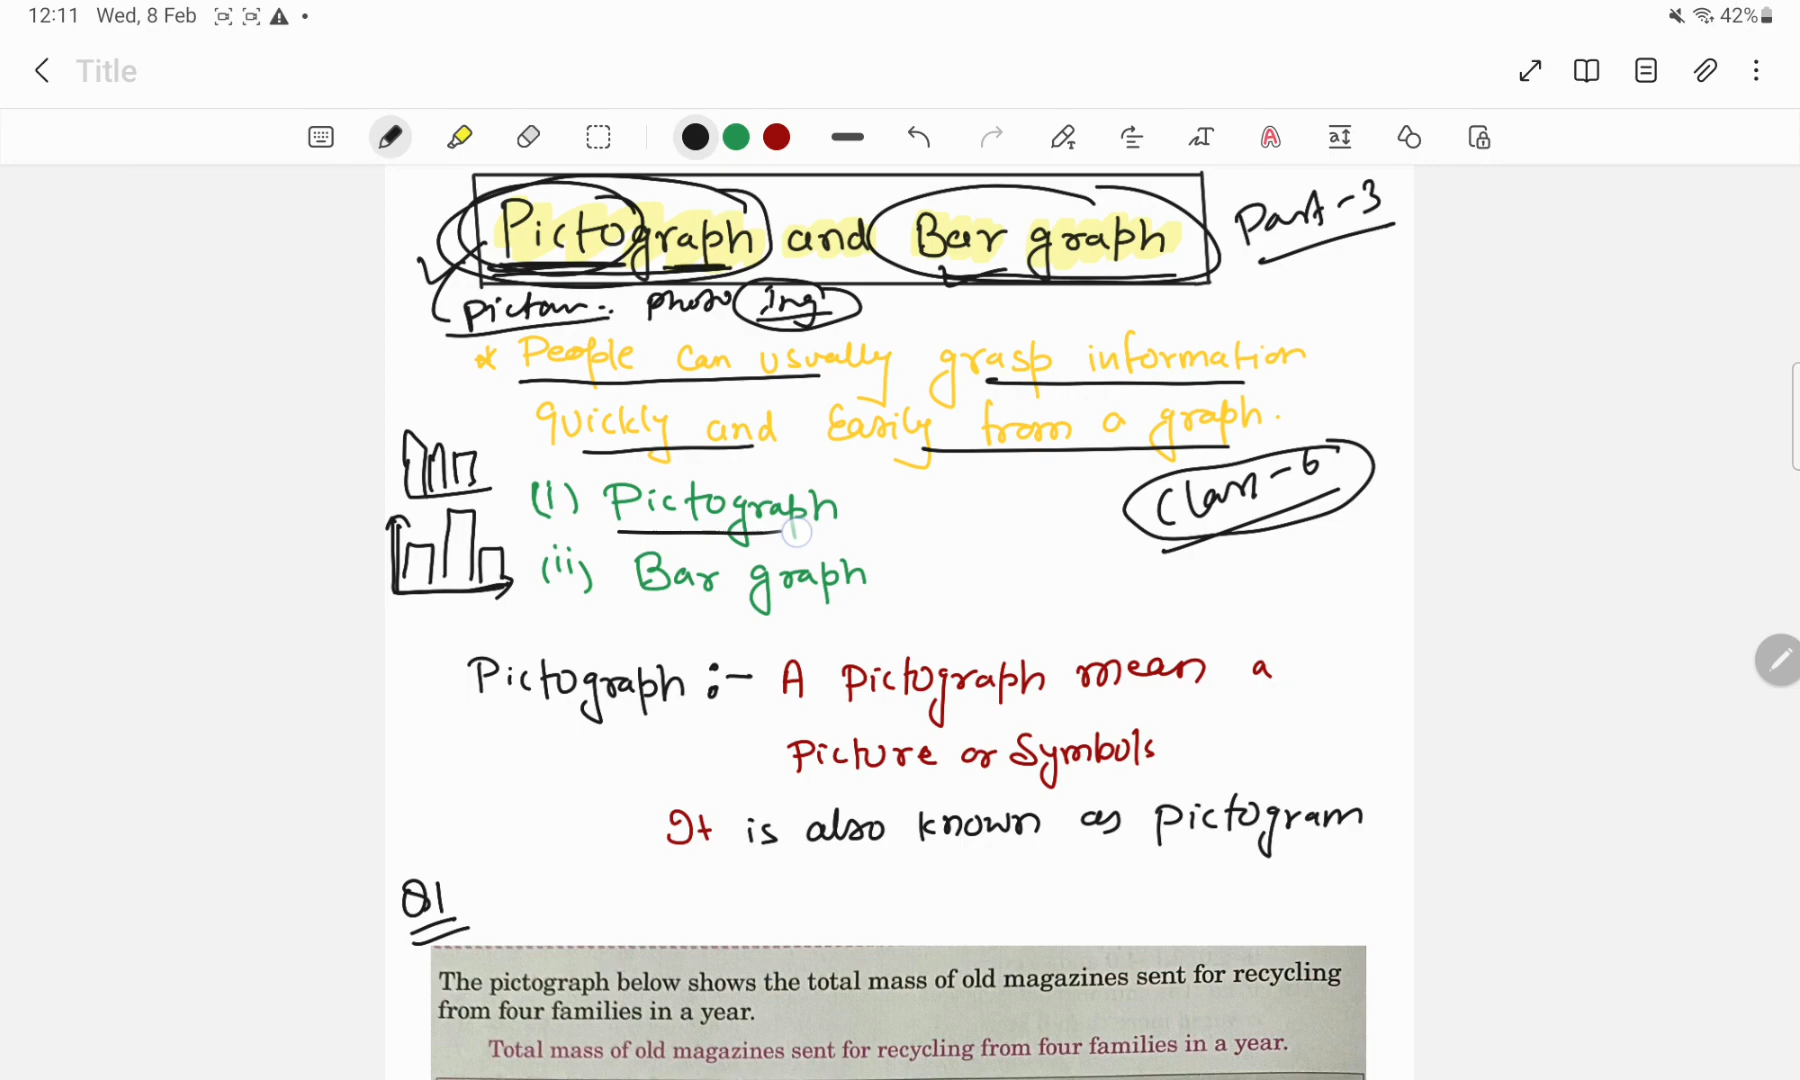 12:11 Wed, 8 Feb
42%
Title
Pictograph and Bar graph
Part-3
Picture: photo ing
* People can usually grasp information
quickly and Easily from a graph.
Class-6
(i) Pictograph
(ii) Bar graph
Pictograph :- A Pictograph mean a
Picture or Symbols
It is also known as pictogram
Q1
The pictograph below shows the total mass of old magazines sent for recycling
from four families in a year.
Total mass of old magazines sent for recycling from four families in a year.